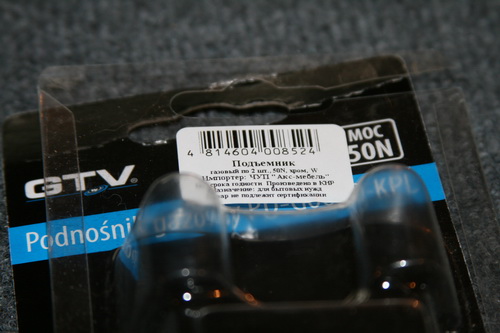 4 814604 008524
Подъемник
газовый по 2 шт., 50N, хром, W
Импортер: ЧУП "Акс-мебель"
срока годности Произведено в КНР
для бытовых нужд
не подлежит сертификации
MOC
50N
GTV
Podnośnik